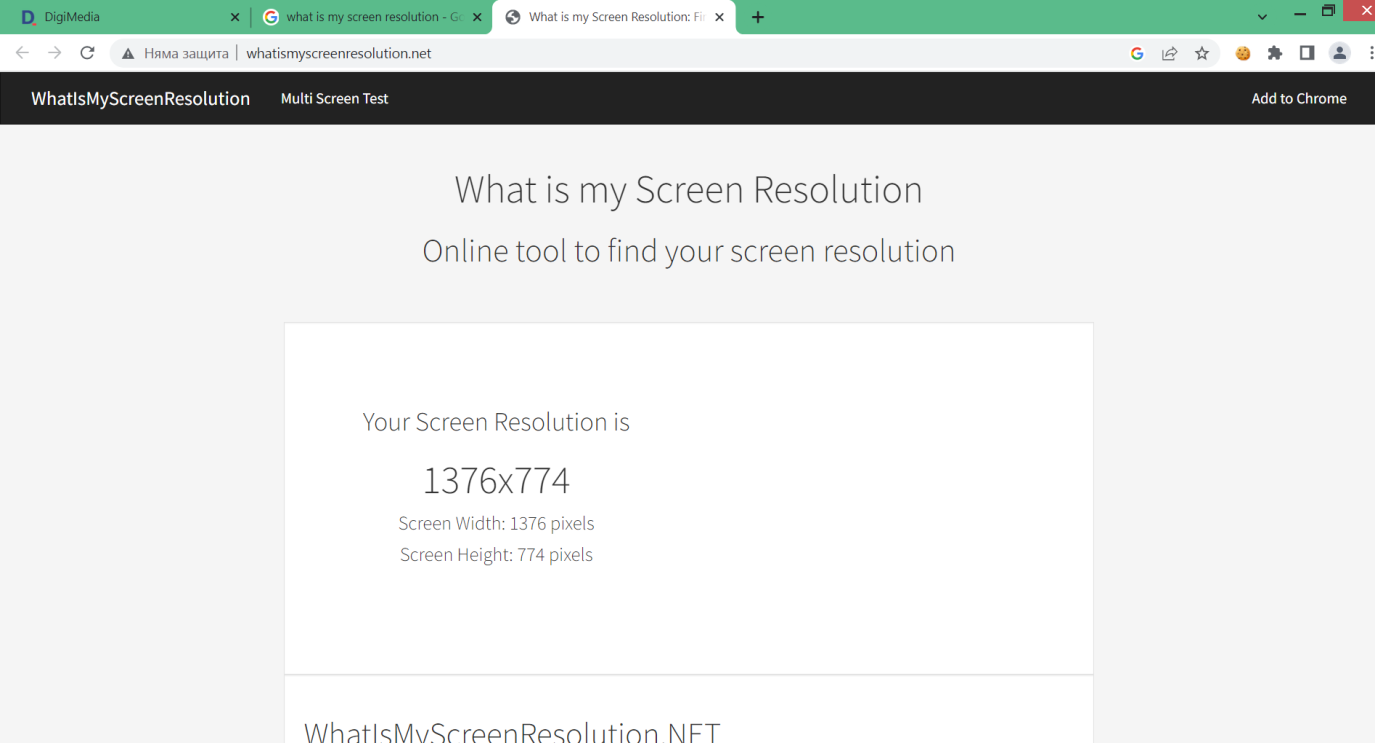 DigiMedia
what is my screen resolution - Go
What is my Screen Resolution: Fin
Няма защита
whatismyscreenresolution.net
WhatIsMyScreenResolution
Multi Screen Test
Add to Chrome
What is my Screen Resolution
Online tool to find your screen resolution
Your Screen Resolution is
1376x774
Screen Width: 1376 pixels
Screen Height: 774 pixels
WhatIsMyScreenResolution.NET